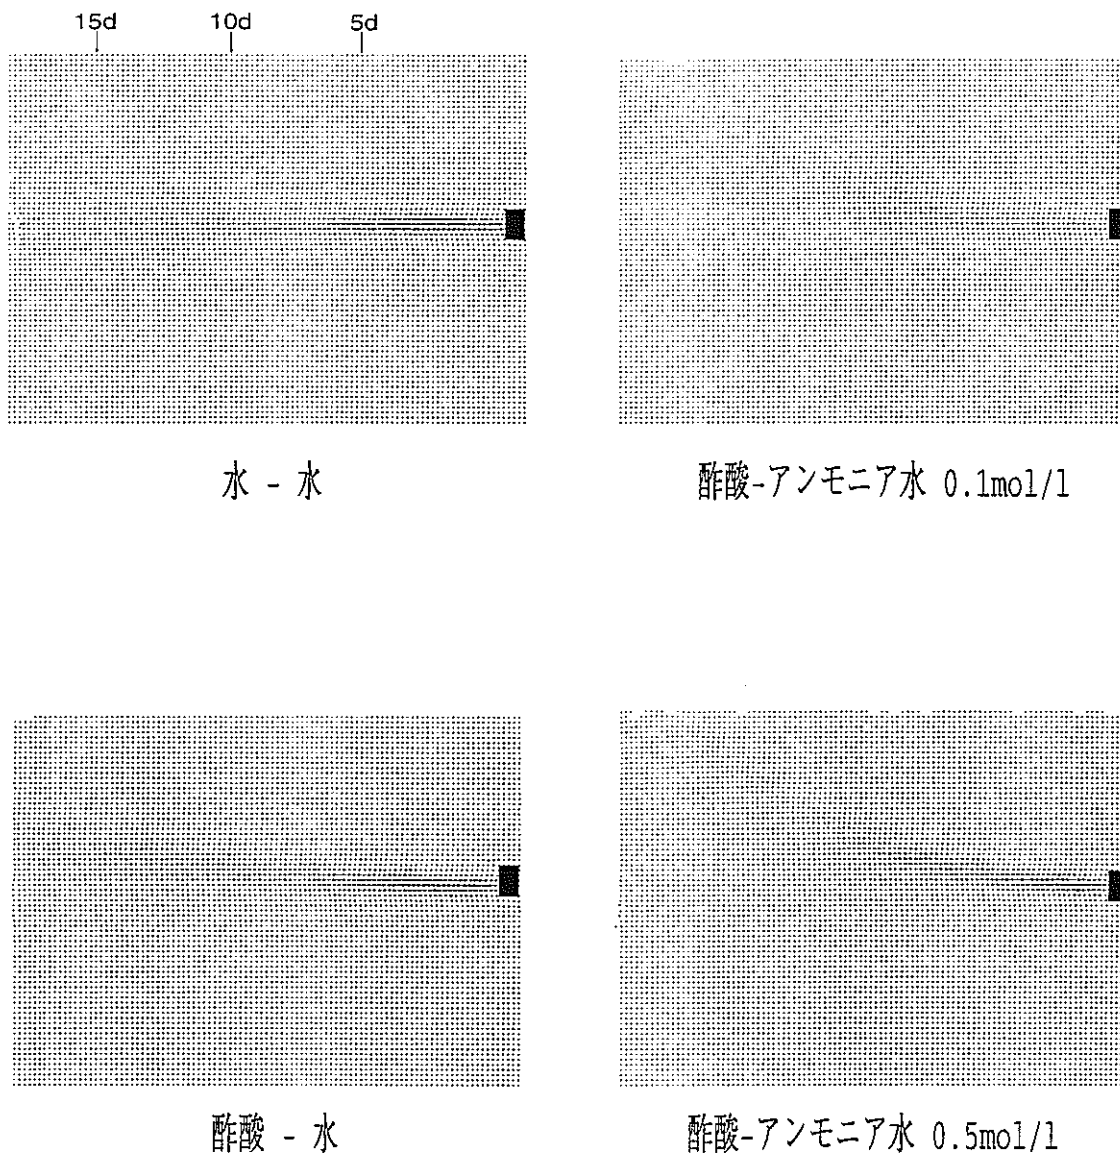 15d 10d 5d
水 - 水
酢酸-アンモニア水 0.1mol/l
酢酸 - 水
酢酸-アンモニア水 0.5mol/l